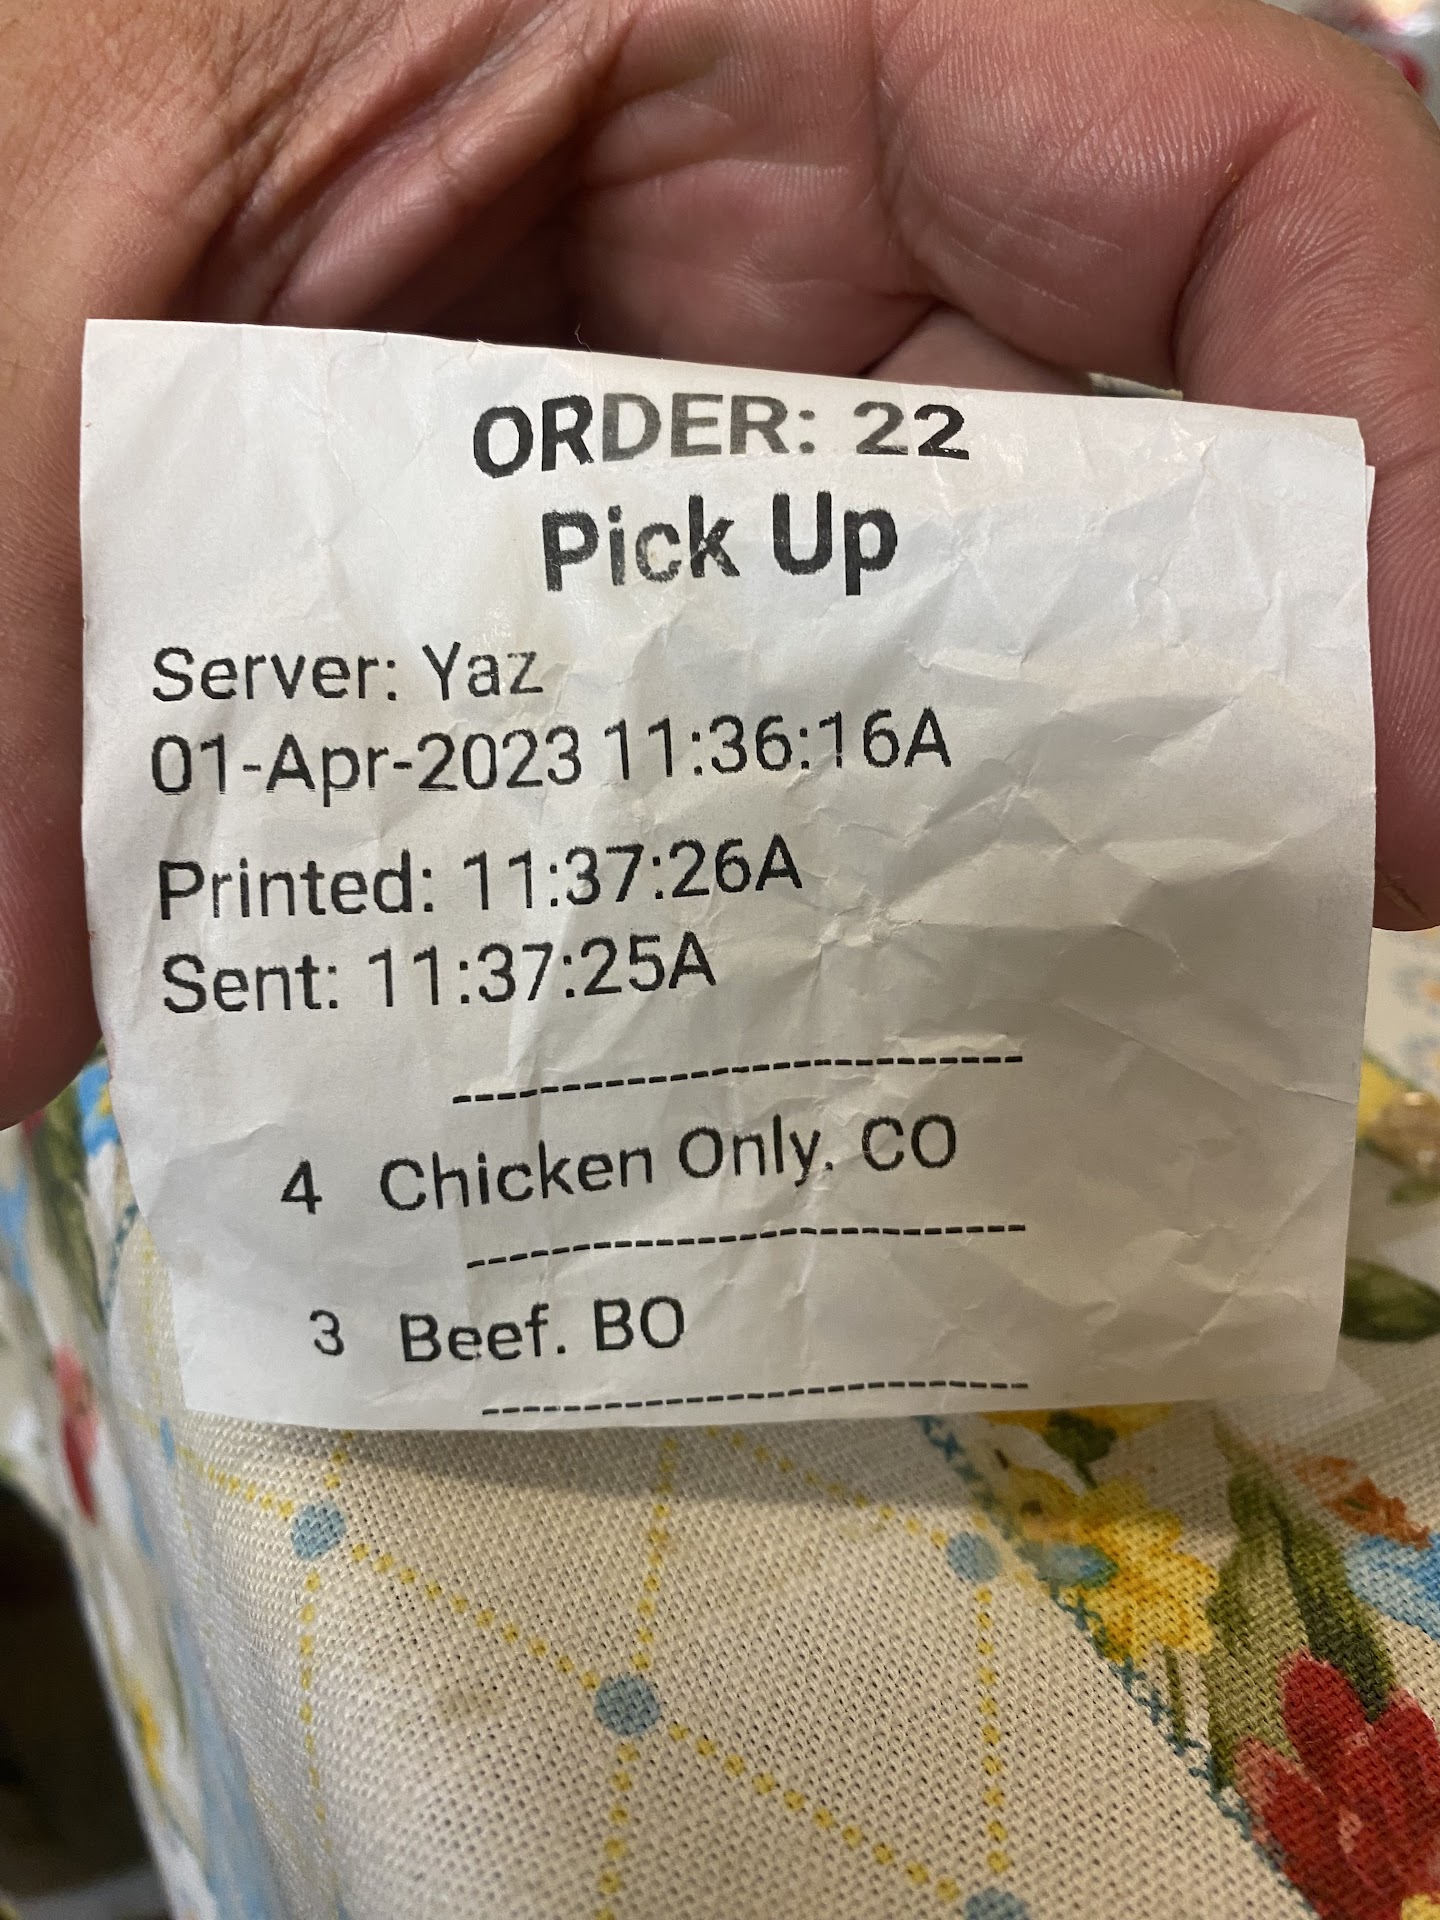 ORDER: 22
Pick Up
Server: Yaz
01-Apr-2023 11:36:16A
Printed: 11:37:26A
Sent: 11:37:25A
--------------------------------
4 Chicken Only. CO
--------------------------------
3 Beef. BO
--------------------------------